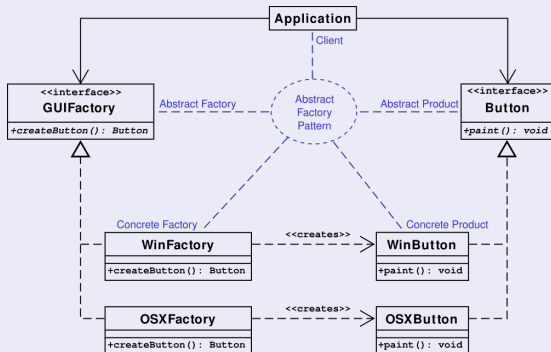 Application
Client
<<interface>>
GUIFactory
+createButton(): Button
Abstract Factory
Abstract
Factory
Pattern
Abstract Product
<<interface>>
Button
+paint(): void
Concrete Factory
Concrete Product
WinFactory
+createButton(): Button
<<creates>>
WinButton
+paint(): void
OSXFactory
+createButton(): Button
<<creates>>
OSXButton
+paint(): void